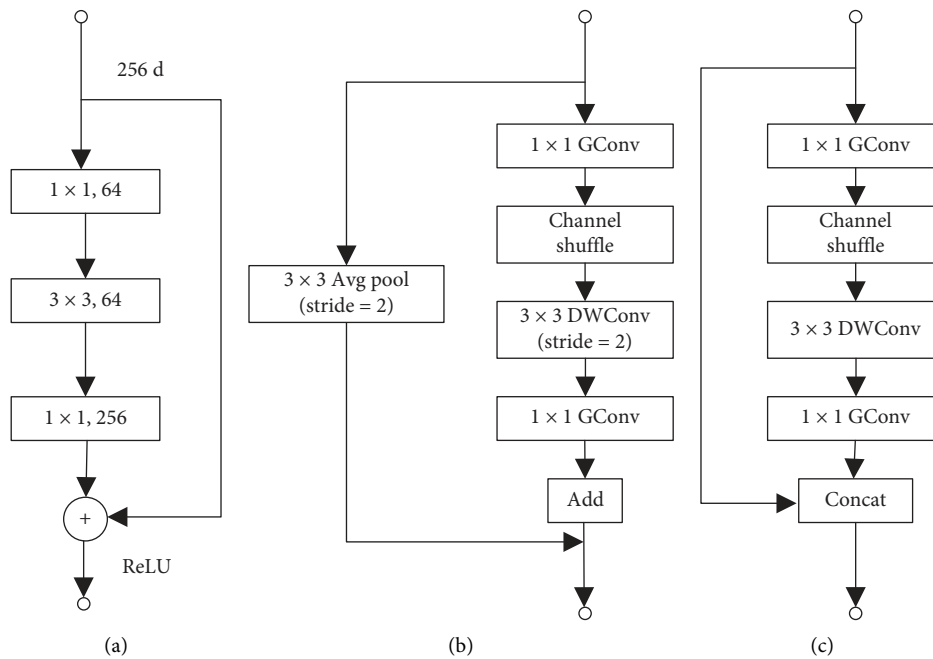 256 d
1 × 1, 64
3 × 3, 64
1 × 1, 256
+
ReLU
(a)
1 × 1 GConv
Channel
shuffle
3 × 3 Avg pool
(stride = 2)
3 × 3 DWConv
(stride = 2)
1 × 1 GConv
Add
(b)
1 × 1 GConv
Channel
shuffle
3 × 3 DWConv
1 × 1 GConv
Concat
(c)